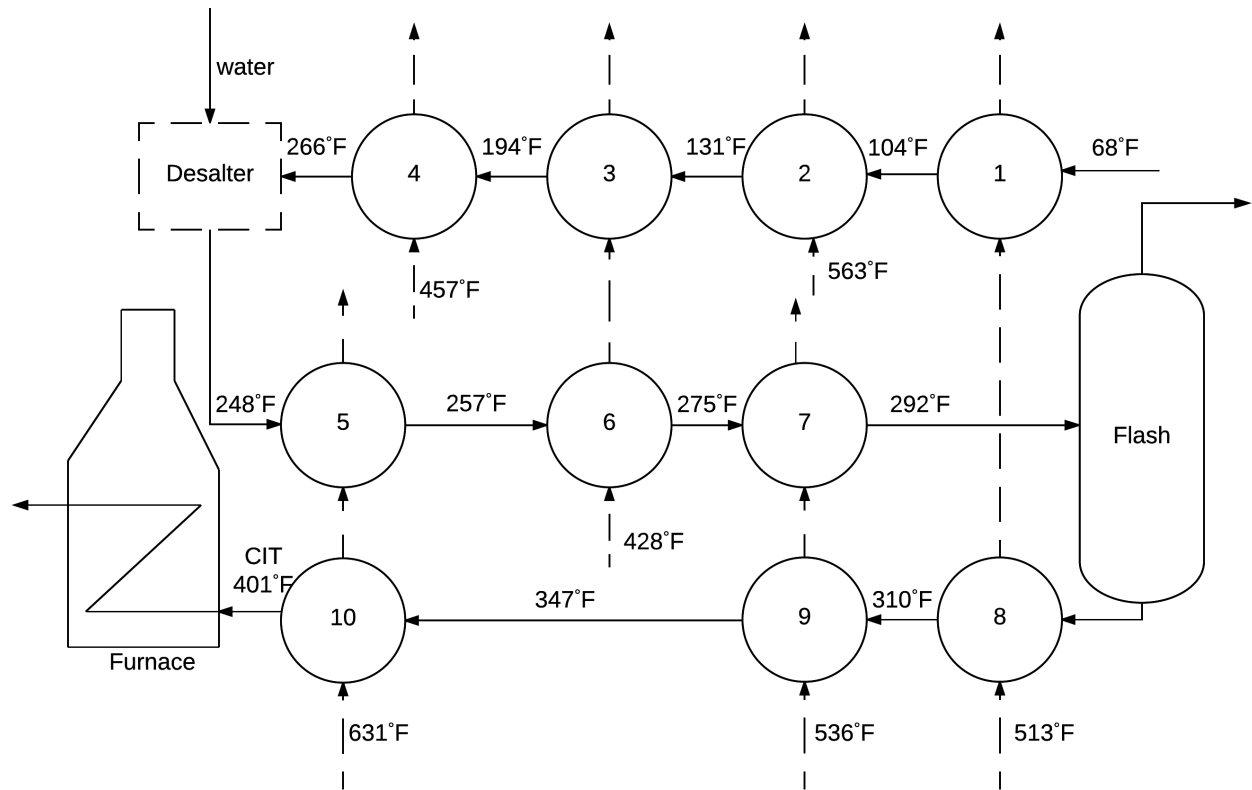 water
266˚F
194˚F
131˚F
104˚F
68˚F
Desalter
4
3
2
1
457˚F
563˚F
248˚F
257˚F
275˚F
292˚F
5
6
7
Flash
428˚F
CIT
401˚F
347˚F
310˚F
10
9
8
Furnace
631˚F
536˚F
513˚F